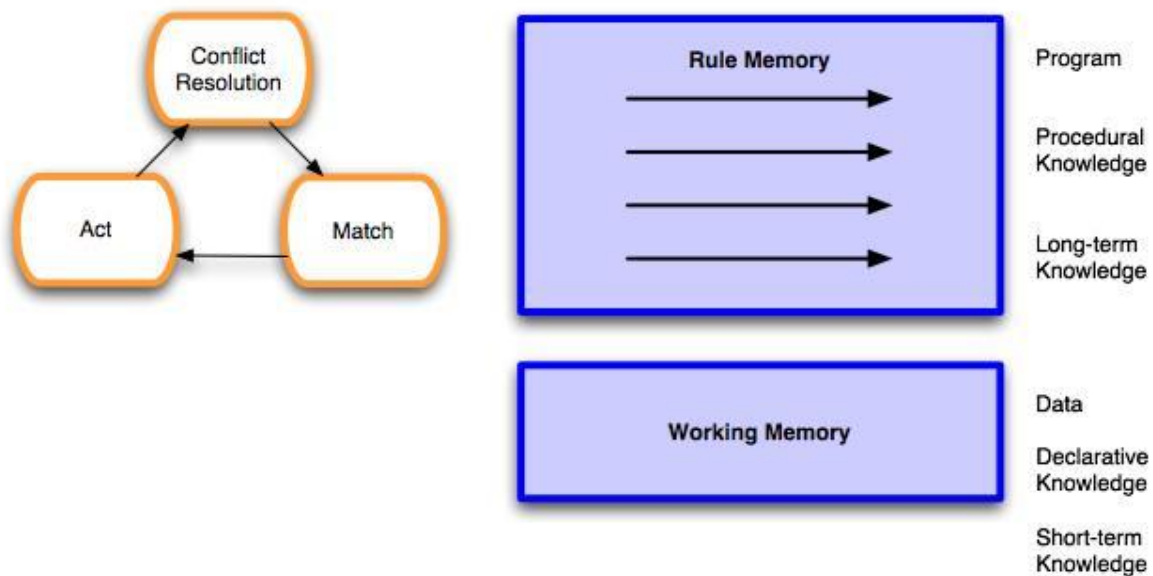 Conflict
Resolution
Act
Match
Rule Memory
Program
Procedural
Knowledge
Long-term
Knowledge
Working Memory
Data
Declarative
Knowledge
Short-term
Knowledge